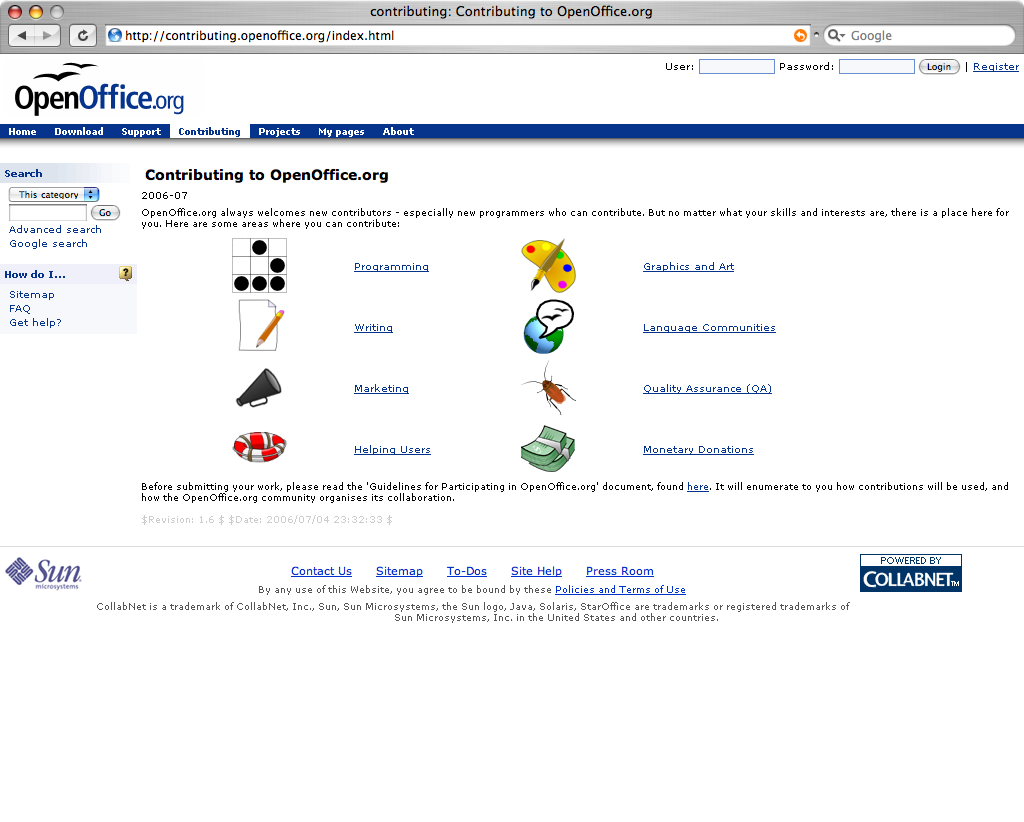 contributing: Contributing to OpenOffice.org
http://contributing.openoffice.org/index.html
Google
User: Password: Login | Register
OpenOffice.org
Home Download Support Contributing Projects My pages About
Search
This category
Go
Advanced search
Google search
How do I...
?
Sitemap
FAQ
Get help?
Contributing to OpenOffice.org
2006-07
OpenOffice.org always welcomes new contributors - especially new programmers who can contribute. But no matter what your skills and interests are, there is a place here for
you. Here are some areas where you can contribute:
Programming Graphics and Art
Writing Language Communities
Marketing Quality Assurance (QA)
Helping Users Monetary Donations
Before submitting your work, please read the 'Guidelines for Participating in OpenOffice.org' document, found here. It will enumerate to you how contributions will be used, and
how the OpenOffice.org community organises its collaboration.
$Revision: 1.6 $ $Date: 2006/07/04 23:32:33 $
Sun
microsystems
Contact Us Sitemap To-Dos Site Help Press Room
By any use of this Website, you agree to be bound by these Policies and Terms of Use
CollabNet is a trademark of CollabNet, Inc., Sun, Sun Microsystems, the Sun logo, Java, Solaris, StarOffice are trademarks or registered trademarks of
Sun Microsystems, Inc. in the United States and other countries.
POWERED BY
COLLABNET™